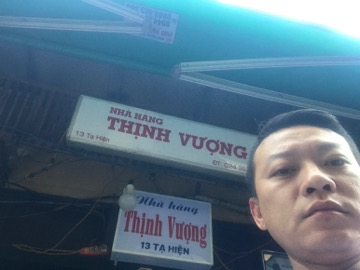 NHÀ HÀNG
THỊNH VƯỢNG
13 Tạ Hiện
Nhà hàng
Thịnh Vượng
13 TẠ HIỆN